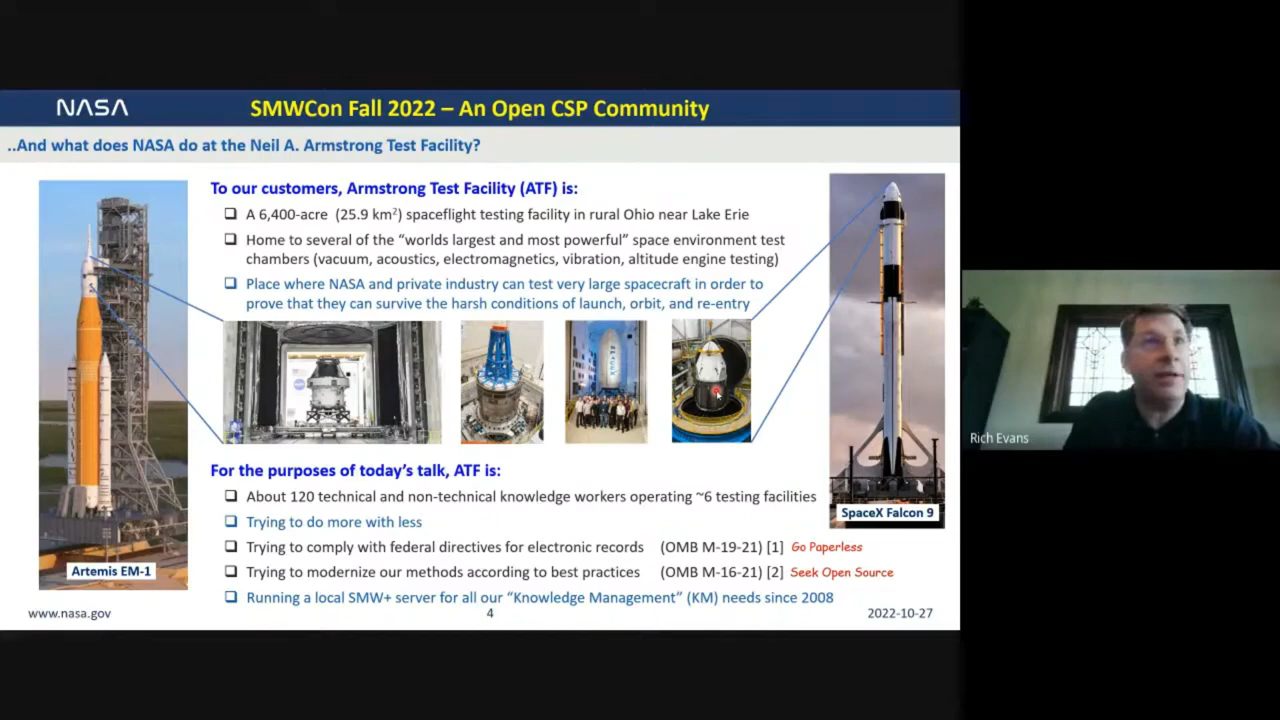 NASA
SMWCon Fall 2022 – An Open CSP Community
..And what does NASA do at the Neil A. Armstrong Test Facility?
To our customers, Armstrong Test Facility (ATF) is:
A 6,400-acre (25.9 km²) spaceflight testing facility in rural Ohio near Lake Erie
Home to several of the “worlds largest and most powerful” space environment test
chambers (vacuum, acoustics, electromagnetics, vibration, altitude engine testing)
Place where NASA and private industry can test very large spacecraft in order to
prove that they can survive the harsh conditions of launch, orbit, and re-entry
For the purposes of today’s talk, ATF is:
About 120 technical and non-technical knowledge workers operating ~6 testing facilities
Trying to do more with less
Trying to comply with federal directives for electronic records (OMB M-19-21) [1] Go Paperless
Trying to modernize our methods according to best practices (OMB M-16-21) [2] Seek Open Source
Running a local SMW+ server for all our “Knowledge Management” (KM) needs since 2008
Artemis EM-1
SpaceX Falcon 9
www.nasa.gov
4
2022-10-27
Rich Evans